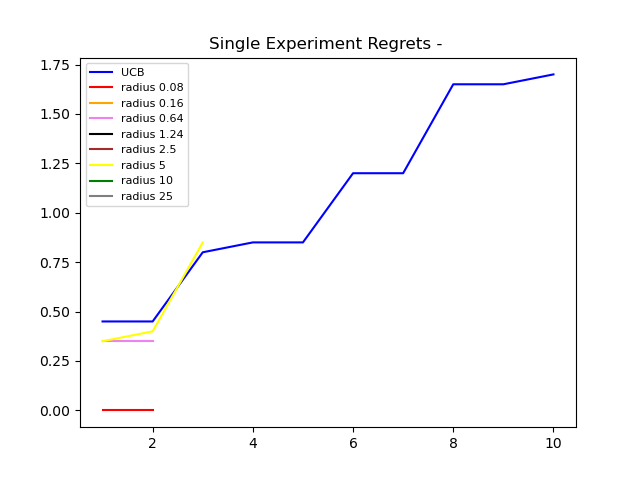 Single Experiment Regrets -
1.75
1.50
1.25
1.00
0.75
0.50
0.25
0.00
UCB
radius 0.08
radius 0.16
radius 0.64
radius 1.24
radius 2.5
radius 5
radius 10
radius 25
2 4 6 8 10